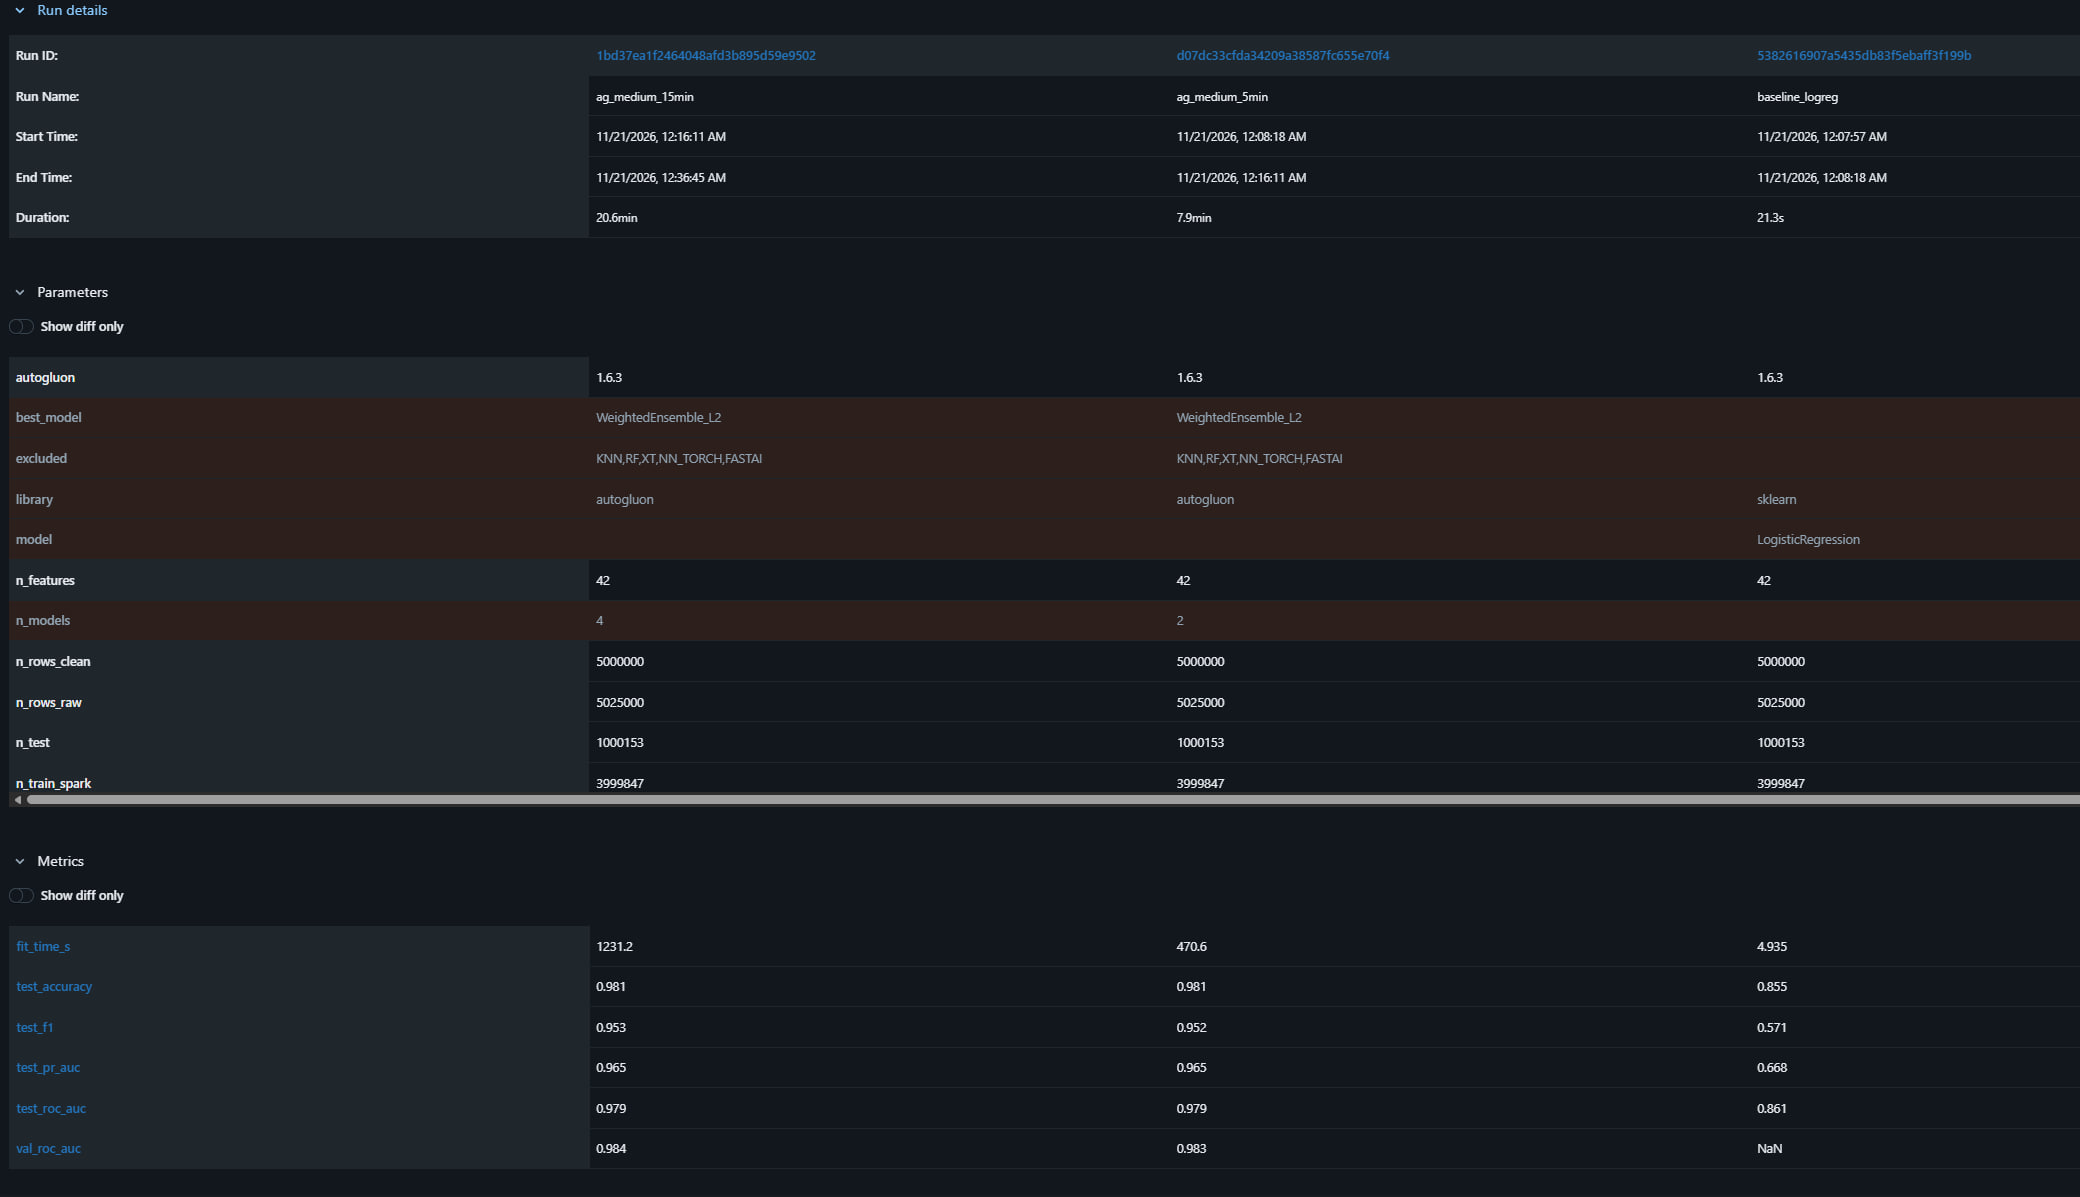 Run details
Run ID: 1bd37ea1f2464048afd3b895d59e9502 d07dc33cfda34209a38587fc655e70f4 5382616907a5435db83f5ebaff3f199b
Run Name: ag_medium_15min ag_medium_5min baseline_logreg
Start Time: 11/21/2026, 12:16:11 AM 11/21/2026, 12:08:18 AM 11/21/2026, 12:07:57 AM
End Time: 11/21/2026, 12:36:45 AM 11/21/2026, 12:16:11 AM 11/21/2026, 12:08:18 AM
Duration: 20.6min 7.9min 21.3s
Parameters
Show diff only
autogluon 1.6.3 1.6.3 1.6.3
best_model WeightedEnsemble_L2 WeightedEnsemble_L2
excluded KNN,RF,XT,NN_TORCH,FASTAI KNN,RF,XT,NN_TORCH,FASTAI
library autogluon autogluon sklearn
model LogisticRegression
n_features 42 42 42
n_models 4 2
n_rows_clean 5000000 5000000 5000000
n_rows_raw 5025000 5025000 5025000
n_test 1000153 1000153 1000153
n_train_spark 3999847 3999847 3999847
Metrics
Show diff only
fit_time_s 1231.2 470.6 4.935
test_accuracy 0.981 0.981 0.855
test_f1 0.953 0.952 0.571
test_pr_auc 0.965 0.965 0.668
test_roc_auc 0.979 0.979 0.861
val_roc_auc 0.984 0.983 NaN